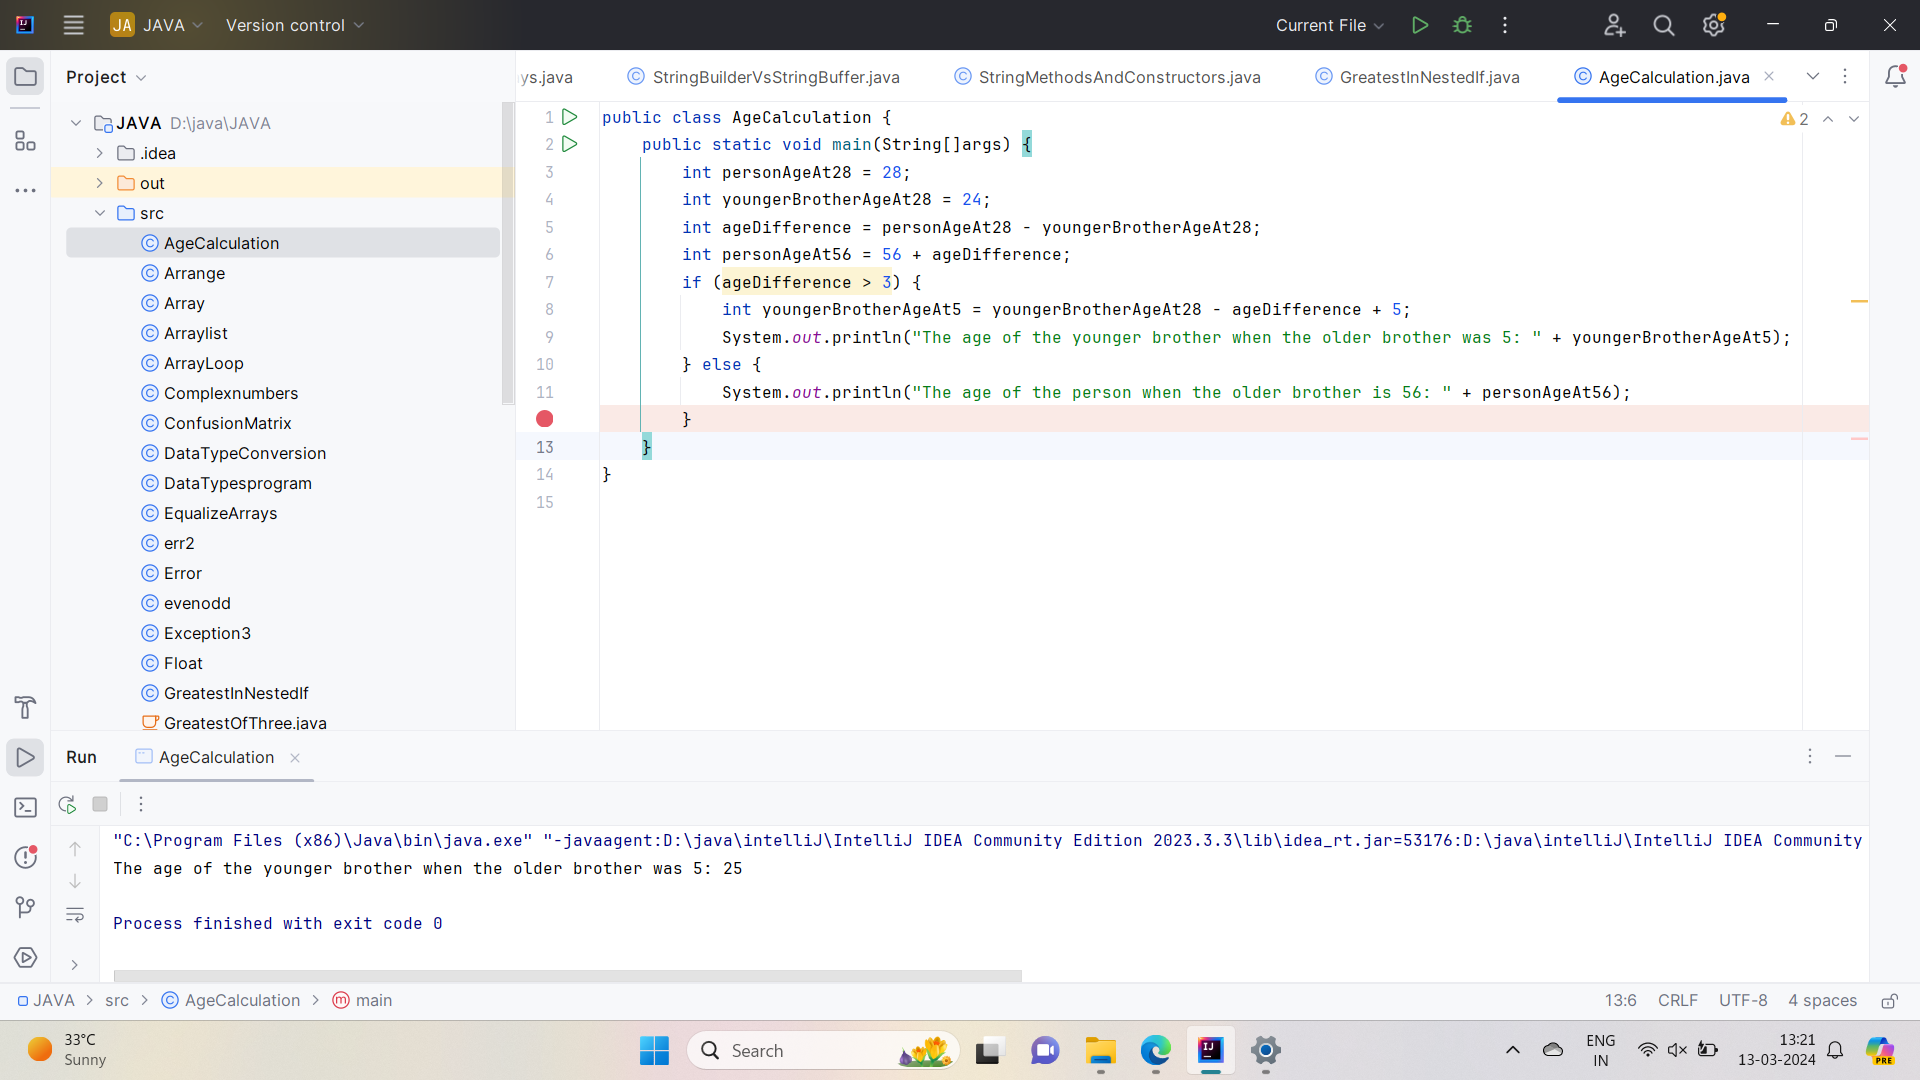 JA JAVA Version control Current File
Project
ys.java StringBuilderVsStringBuffer.java StringMethodsAndConstructors.java GreatestInNestedIf.java AgeCalculation.java
JAVA D:\java\JAVA
.idea
out
src
AgeCalculation
Arrange
Array
Arraylist
ArrayLoop
Complexnumbers
ConfusionMatrix
DataTypeConversion
DataTypesprogram
EqualizeArrays
err2
Error
evenodd
Exception3
Float
GreatestInNestedIf
GreatestOfThree.java
2
1 public class AgeCalculation {
2 public static void main(String[]args) {
3 int personAgeAt28 = 28;
4 int youngerBrotherAgeAt28 = 24;
5 int ageDifference = personAgeAt28 - youngerBrotherAgeAt28;
6 int personAgeAt56 = 56 + ageDifference;
7 if (ageDifference > 3) {
8 int youngerBrotherAgeAt5 = youngerBrotherAgeAt28 - ageDifference + 5;
9 System.out.println("The age of the younger brother when the older brother was 5: " + youngerBrotherAgeAt5);
10 } else {
11 System.out.println("The age of the person when the older brother is 56: " + personAgeAt56);
}
13 }
14 }
15
Run AgeCalculation
"C:\Program Files (x86)\Java\bin\java.exe" "-javaagent:D:\java\intelliJ\IntelliJ IDEA Community Edition 2023.3.3\lib\idea_rt.jar=53176:D:\java\intelliJ\IntelliJ IDEA Community
The age of the younger brother when the older brother was 5: 25
Process finished with exit code 0
JAVA > src > AgeCalculation > main 13:6 CRLF UTF-8 4 spaces
33°C
Sunny
Search
ENG
IN
13:21
13-03-2024
PRE